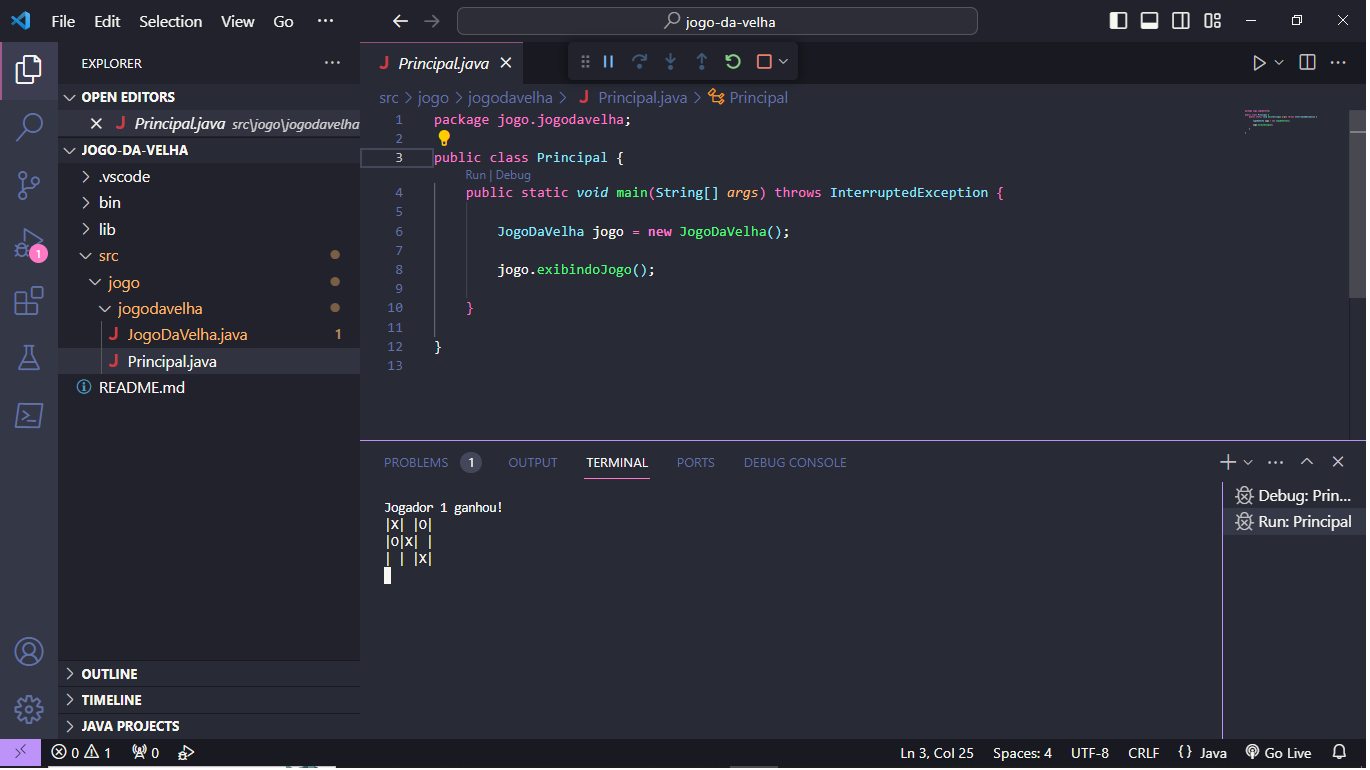 File Edit Selection View Go ··· jogo-da-velha
EXPLORER
OPEN EDITORS
Principal.java src\jogo\jogodavelha
JOGO-DA-VELHA
.vscode
bin
lib
src
jogo
jogodavelha
JogoDaVelha.java 1
Principal.java
README.md
OUTLINE
TIMELINE
JAVA PROJECTS
1
Principal.java
src > jogo > jogodavelha > Principal.java > Principal
1 package jogo.jogodavelha;
2
3 public class Principal {
Run | Debug
4 public static void main(String[] args) throws InterruptedException {
5
6 JogoDaVelha jogo = new JogoDaVelha();
7
8 jogo.exibindoJogo();
9
10 }
11
12 }
13
PROBLEMS 1 OUTPUT TERMINAL PORTS DEBUG CONSOLE
Jogador 1 ganhou!
|X| |O|
|O|X| |
| | |X|
Debug: Prin...
Run: Principal
0 1 0 Ln 3, Col 25 Spaces: 4 UTF-8 CRLF {} Java Go Live